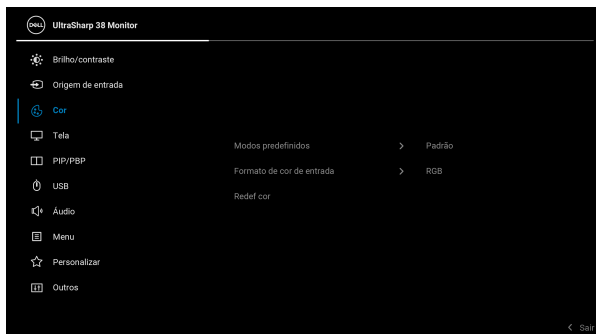 DELL UltraSharp 38 Monitor
Brilho/contraste
Origem de entrada
Cor
Tela
Modos predefinidos > Padrão
PIP/PBP
Formato de cor de entrada > RGB
USB
Redef cor
Áudio
Menu
Personalizar
Outros
< Sair